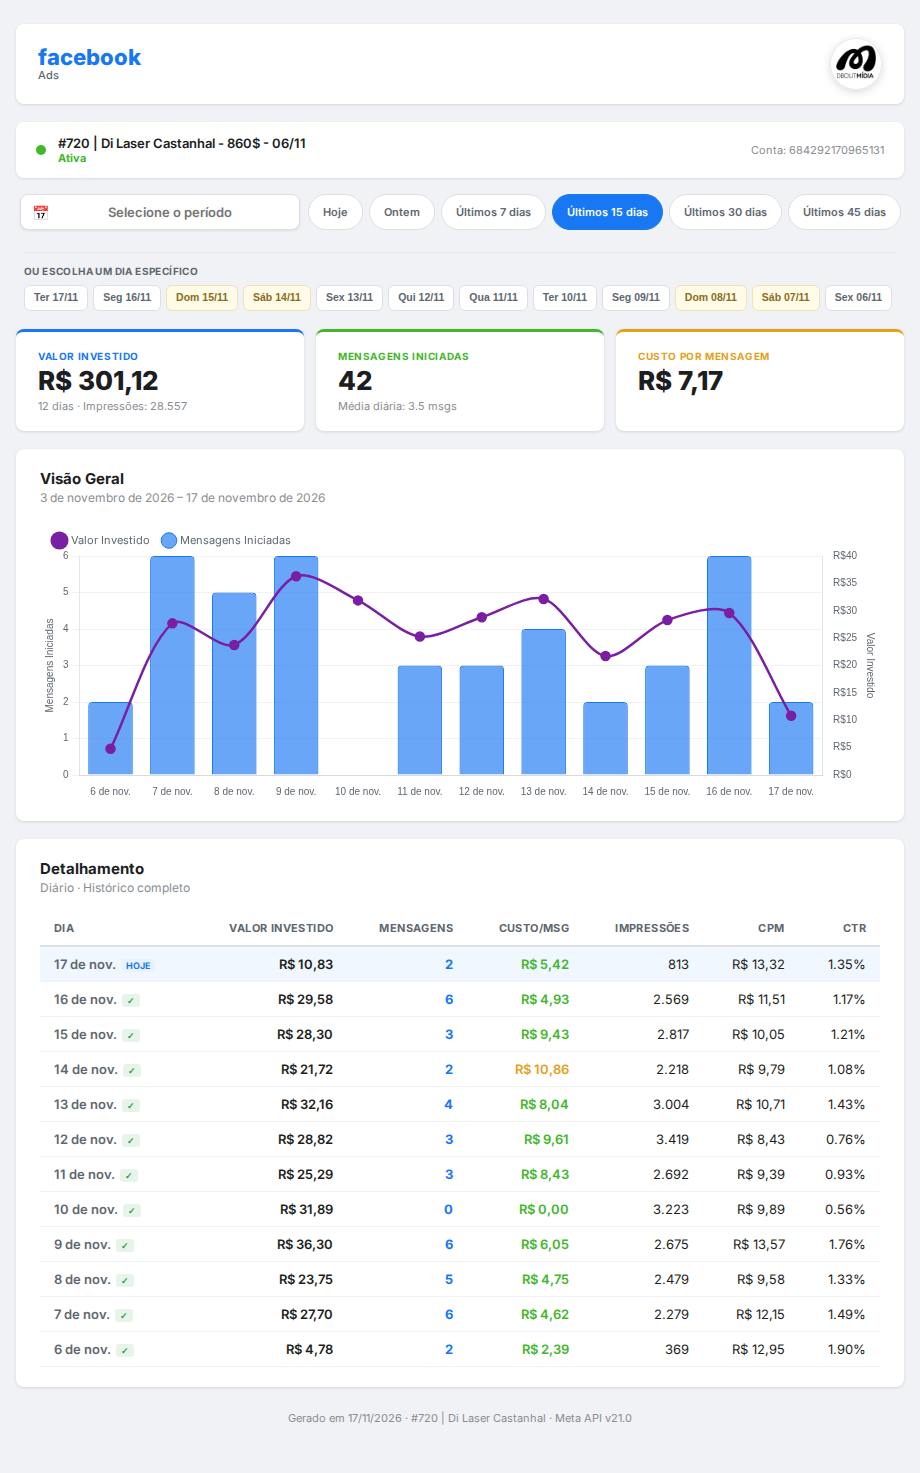 facebook
Ads
DBOUTMÍDIA
#720 | Di Laser Castanhal - 860$ - 06/11
Ativa
Conta: 684292170965131
Selecione o período
Hoje
Ontem
Últimos 7 dias
Últimos 15 dias
Últimos 30 dias
Últimos 45 dias
OU ESCOLHA UM DIA ESPECÍFICO
Ter 17/11
Seg 16/11
Dom 15/11
Sáb 14/11
Sex 13/11
Qui 12/11
Qua 11/11
Ter 10/11
Seg 09/11
Dom 08/11
Sáb 07/11
Sex 06/11
VALOR INVESTIDO
R$ 301,12
12 dias · Impressões: 28.557
MENSAGENS INICIADAS
42
Média diária: 3.5 msgs
CUSTO POR MENSAGEM
R$ 7,17
Visão Geral
3 de novembro de 2026 – 17 de novembro de 2026
Valor Investido
Mensagens Iniciadas
Mensagens Iniciadas
6
5
4
3
2
1
0
R$40
R$35
R$30
R$25
R$20
R$15
R$10
R$5
R$0
Valor Investido
6 de nov.
7 de nov.
8 de nov.
9 de nov.
10 de nov.
11 de nov.
12 de nov.
13 de nov.
14 de nov.
15 de nov.
16 de nov.
17 de nov.
Detalhamento
Diário · Histórico completo
DIA VALOR INVESTIDO MENSAGENS CUSTO/MSG IMPRESSÕES CPM CTR
17 de nov. HOJE R$ 10,83 2 R$ 5,42 813 R$ 13,32 1.35%
16 de nov. ✓ R$ 29,58 6 R$ 4,93 2.569 R$ 11,51 1.17%
15 de nov. ✓ R$ 28,30 3 R$ 9,43 2.817 R$ 10,05 1.21%
14 de nov. ✓ R$ 21,72 2 R$ 10,86 2.218 R$ 9,79 1.08%
13 de nov. ✓ R$ 32,16 4 R$ 8,04 3.004 R$ 10,71 1.43%
12 de nov. ✓ R$ 28,82 3 R$ 9,61 3.419 R$ 8,43 0.76%
11 de nov. ✓ R$ 25,29 3 R$ 8,43 2.692 R$ 9,39 0.93%
10 de nov. ✓ R$ 31,89 0 R$ 0,00 3.223 R$ 9,89 0.56%
9 de nov. ✓ R$ 36,30 6 R$ 6,05 2.675 R$ 13,57 1.76%
8 de nov. ✓ R$ 23,75 5 R$ 4,75 2.479 R$ 9,58 1.33%
7 de nov. ✓ R$ 27,70 6 R$ 4,62 2.279 R$ 12,15 1.49%
6 de nov. ✓ R$ 4,78 2 R$ 2,39 369 R$ 12,95 1.90%
Gerado em 17/11/2026 · #720 | Di Laser Castanhal · Meta API v21.0